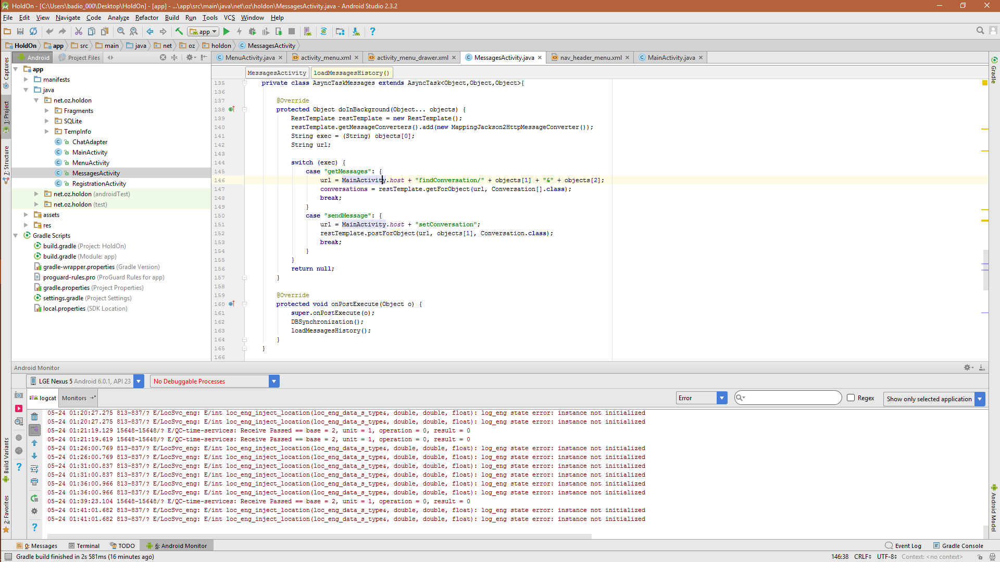 HoldOn - [C:\Users\badio_000\Desktop\HoldOn] - [app] - ...\app\src\main\java\net\oz\holdon\MessagesActivity.java - Android Studio 2.3.2
File Edit View Navigate Code Analyze Refactor Build Run Tools VCS Window Help
app
HoldOn app src main java net oz holdon MessagesActivity
Android Project Files
MenuActivity.java activity_menu.xml activity_menu_drawer.xml MessagesActivity.java nav_header_menu.xml MainActivity.java
MessagesActivity loadMessagesHistory()
Captures
1: Project
7: Structure
Build Variants
2: Favorites
Gradle
Android Model
app
manifests
java
net.oz.holdon
Fragments
SQLite
TempInfo
ChatAdapter
MainActivity
MenuActivity
MessagesActivity
RegistrationActivity
net.oz.holdon (androidTest)
net.oz.holdon (test)
assets
res
Gradle Scripts
build.gradle (Project: HoldOn)
build.gradle (Module: app)
gradle-wrapper.properties (Gradle Version)
proguard-rules.pro (ProGuard Rules for app)
gradle.properties (Project Properties)
settings.gradle (Project Settings)
local.properties (SDK Location)
135 private class AsyncTaskMessages extends AsyncTask<Object,Object,Object>{
136
137 @Override
138 protected Object doInBackground(Object... objects) {
139 RestTemplate restTemplate = new RestTemplate();
140 restTemplate.getMessageConverters().add(new MappingJackson2HttpMessageConverter());
141 String exec = (String) objects[0];
142 String url;
143
144 switch (exec) {
145 case "getMessages": {
146 url = MainActivity.host + "findConversation/" + objects[1] + "&" + objects[2];
147 conversations = restTemplate.getForObject(url, Conversation[].class);
148 break;
149 }
150 case "sendMessage": {
151 url = MainActivity.host + "setConversation";
152 restTemplate.postForObject(url, objects[1], Conversation.class);
153 break;
154 }
155 }
156 return null;
157 }
158
159 @Override
160 protected void onPostExecute(Object o) {
161 super.onPostExecute(o);
162 DBSynchronization();
163 loadMessagesHistory();
164 }
165 }
166
Android Monitor
LGE Nexus 5 Android 6.0.1, API 23 No Debuggable Processes
logcat Monitors Error Regex Show only selected application
05-24 01:20:27.275 813-837/? E/LocSvc_eng: E/int loc_eng_inject_location(loc_eng_data_s_type&, double, double, float): log_eng state error: instance not initialized
05-24 01:20:27.275 813-837/? E/LocSvc_eng: E/int loc_eng_inject_location(loc_eng_data_s_type&, double, double, float): log_eng state error: instance not initialized
05-24 01:21:19.129 15648-15648/? E/QC-time-services: Receive Passed == base = 2, unit = 1, operation = 0, result = 0
05-24 01:21:19.619 15648-15648/? E/QC-time-services: Receive Passed == base = 2, unit = 1, operation = 0, result = 0
05-24 01:26:00.769 813-837/? E/LocSvc_eng: E/int loc_eng_inject_location(loc_eng_data_s_type&, double, double, float): log_eng state error: instance not initialized
05-24 01:26:00.769 813-837/? E/LocSvc_eng: E/int loc_eng_inject_location(loc_eng_data_s_type&, double, double, float): log_eng state error: instance not initialized
05-24 01:31:00.837 813-837/? E/LocSvc_eng: E/int loc_eng_inject_location(loc_eng_data_s_type&, double, double, float): log_eng state error: instance not initialized
05-24 01:31:00.837 813-837/? E/LocSvc_eng: E/int loc_eng_inject_location(loc_eng_data_s_type&, double, double, float): log_eng state error: instance not initialized
05-24 01:36:00.966 813-837/? E/LocSvc_eng: E/int loc_eng_inject_location(loc_eng_data_s_type&, double, double, float): log_eng state error: instance not initialized
05-24 01:36:00.966 813-837/? E/LocSvc_eng: E/int loc_eng_inject_location(loc_eng_data_s_type&, double, double, float): log_eng state error: instance not initialized
05-24 01:39:23.104 15648-15648/? E/QC-time-services: Receive Passed == base = 2, unit = 1, operation = 0, result = 0
05-24 01:41:01.682 813-837/? E/LocSvc_eng: E/int loc_eng_inject_location(loc_eng_data_s_type&, double, double, float): log_eng state error: instance not initialized
05-24 01:41:01.682 813-837/? E/LocSvc_eng: E/int loc_eng_inject_location(loc_eng_data_s_type&, double, double, float): log_eng state error: instance not initialized
0: Messages Terminal TODO 6: Android Monitor Event Log Gradle Console
Gradle build finished in 2s 581ms (16 minutes ago) 146:38 CRLF UTF-8 Context: <no context>